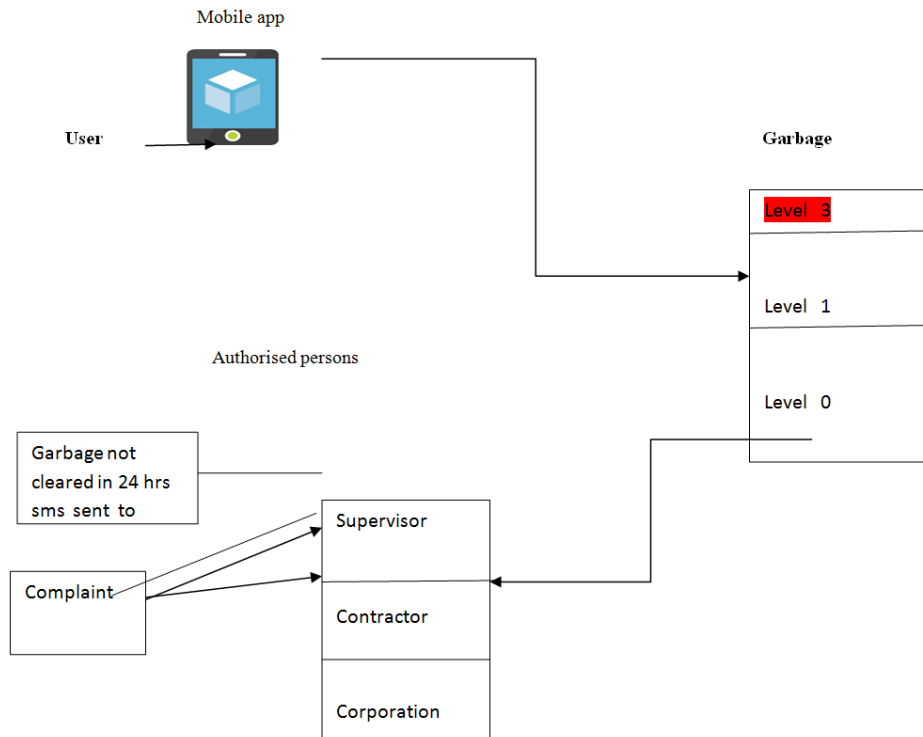 Mobile app
User
Garbage
Level 3
Level 1
Authorised persons
Level 0
Garbage not
cleared in 24 hrs
sms sent to
Supervisor
Complaint
Contractor
Corporation